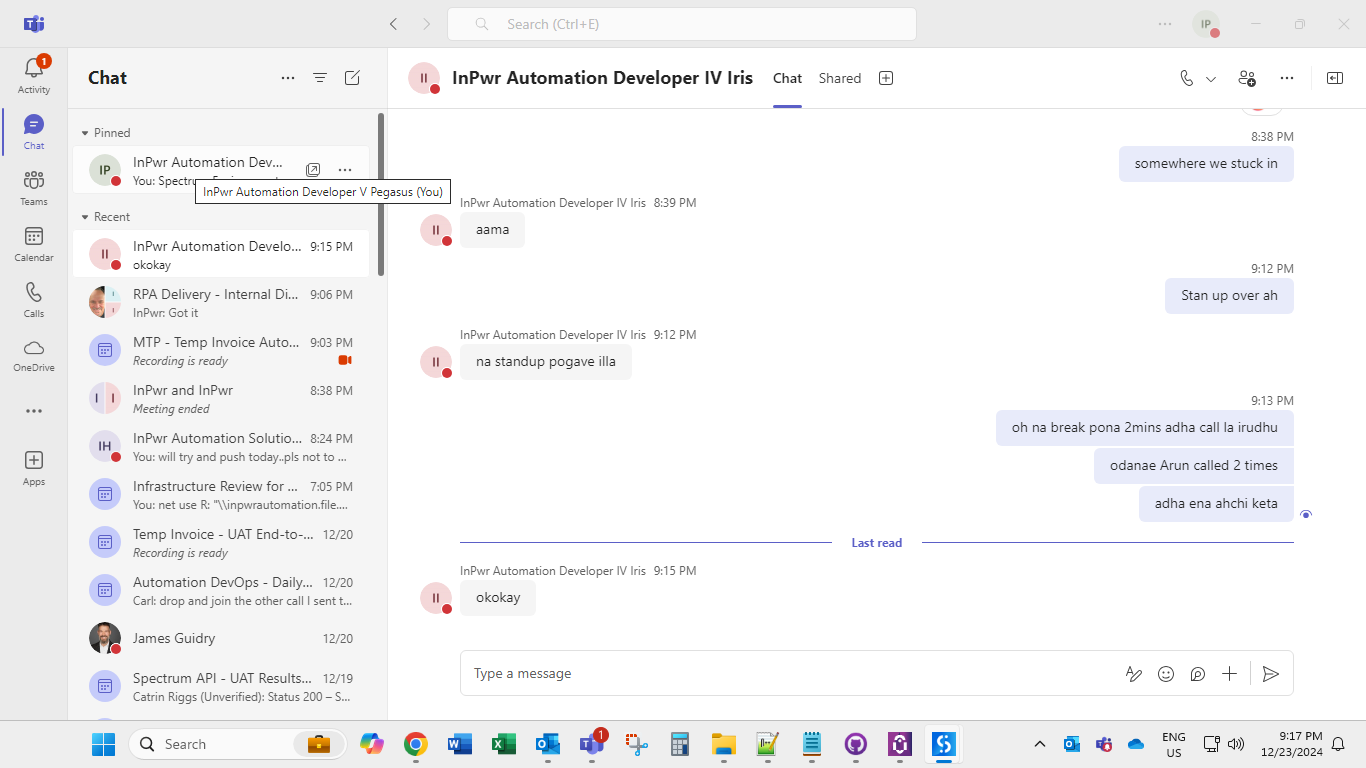 Search (Ctrl+E)
IP
1
Activity
Chat
Teams
Calendar
Calls
OneDrive
Apps
Chat
Pinned
IP
InPwr Automation Dev...
You: Spectru
InPwr Automation Developer V Pegasus (You)
Recent
II
InPwr Automation Develo...
9:15 PM
okokay
RPA Delivery - Internal Di...
9:06 PM
InPwr: Got it
MTP - Temp Invoice Auto...
9:03 PM
Recording is ready
I I
InPwr and InPwr
8:38 PM
Meeting ended
IH
InPwr Automation Solutio...
8:24 PM
You: will try and push today..pls not to ...
Infrastructure Review for ...
7:05 PM
You: net use R: "\\inpwrautomation.file....
Temp Invoice - UAT End-to-...
12/20
Recording is ready
Automation DevOps - Daily...
12/20
Carl: drop and join the other call I sent t...
James Guidry
12/20
Spectrum API - UAT Results...
12/19
Catrin Riggs (Unverified): Status 200 – S...
II
InPwr Automation Developer IV Iris
Chat
Shared
8:38 PM
somewhere we stuck in
InPwr Automation Developer IV Iris 8:39 PM
II
aama
9:12 PM
Stan up over ah
InPwr Automation Developer IV Iris 9:12 PM
II
na standup pogave illa
9:13 PM
oh na break pona 2mins adha call la irudhu
odanae Arun called 2 times
adha ena ahchi keta
Last read
InPwr Automation Developer IV Iris 9:15 PM
II
okokay
Type a message
Search
1
ENG
US
9:17 PM
12/23/2024